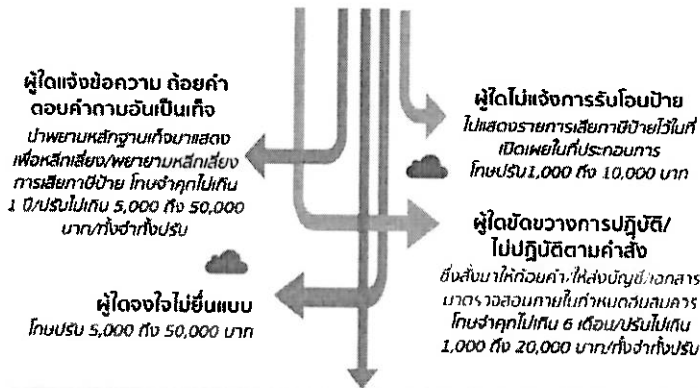 ผู้ใดแจ้งข้อความ ถ้อยคำ
ตอบคำถามอันเป็นเท็จ
นำพยานหลักฐานเท็จมาแสดง
เพื่อหลีกเลี่ยง/พยายามหลีกเลี่ยง
การเสียภาษีป้าย โทษจำคุกไม่เกิน
1 ปี/ปรับไม่เกิน 5,000 ถึง 50,000
บาท/ทั้งจำทั้งปรับ
ผู้ใดไม่แจ้งการรับโอนป้าย
ไม่แสดงรายการเสียภาษีป้ายไว้ในที่
เปิดเผยในที่ประกอบการ
โทษปรับ1,000 ถึง 10,000 บาท
ผู้ใดขัดขวางการปฏิบัติ/
ไม่ปฏิบัติตามคำสั่ง
ซึ่งสั่งมาให้ถ้อยคำ/ให้ส่งบัญชี/เอกสาร
มาตรวจสอบภายในกำหนดอันสมควร
โทษจำคุกไม่เกิน 6 เดือน/ปรับไม่เกิน
1,000 ถึง 20,000 บาท/ทั้งจำทั้งปรับ
ผู้ใดจงใจไม่ยื่นแบบ
โทษปรับ 5,000 ถึง 50,000 บาท